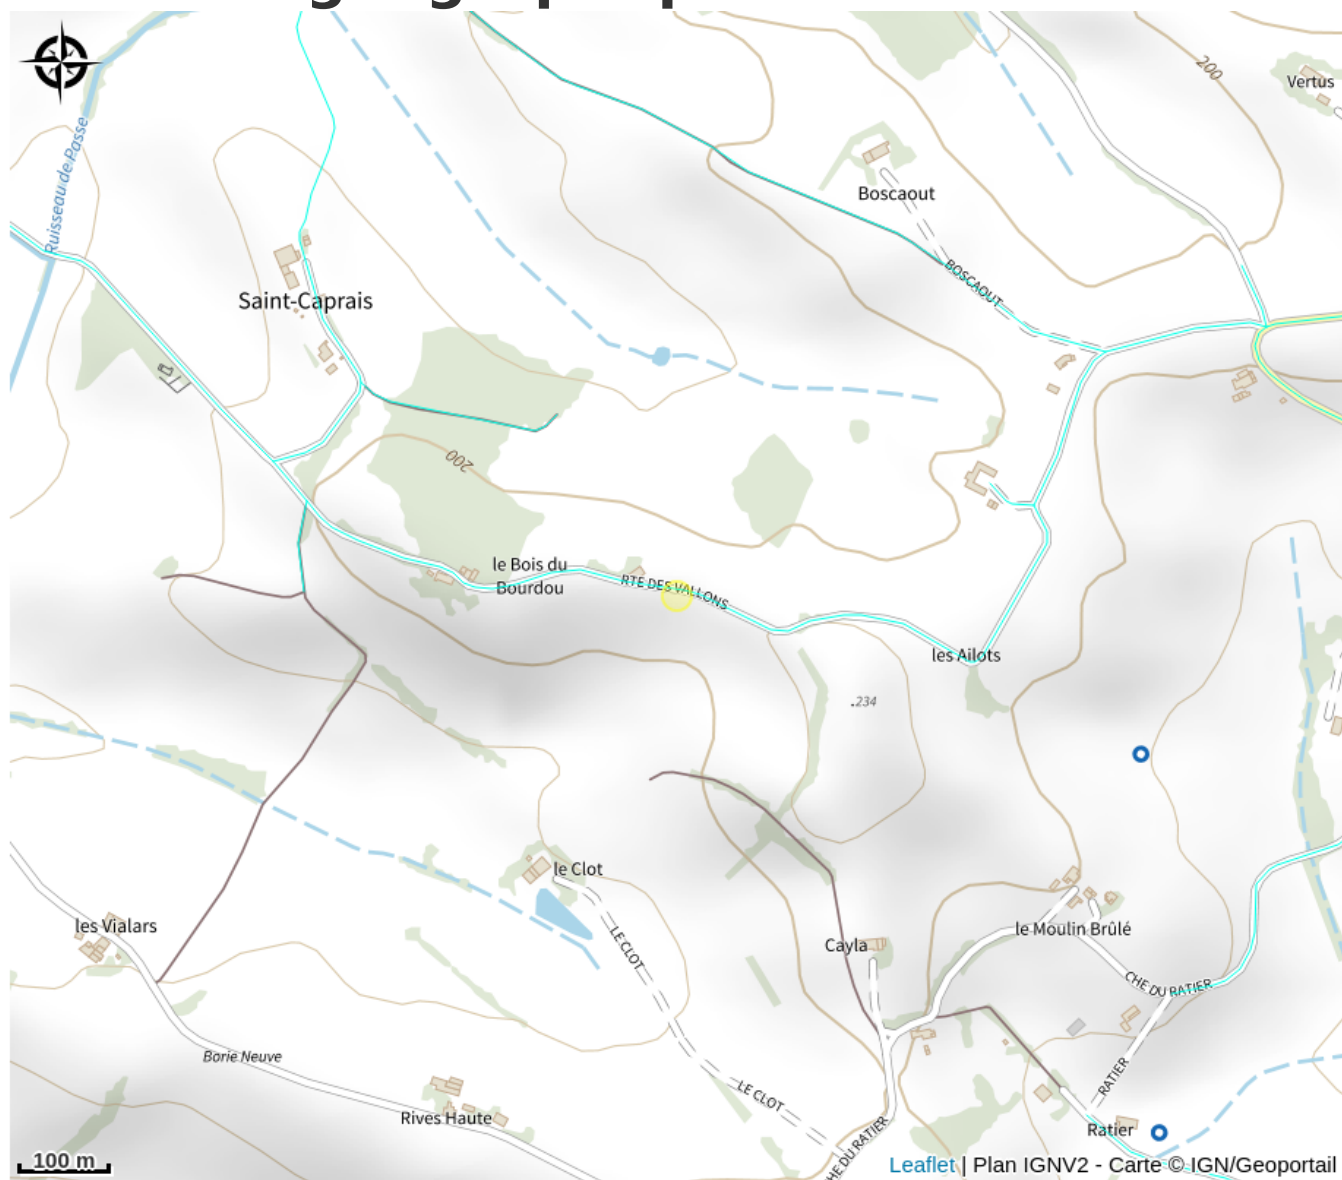 200
Vertus
Ruisseau de Passe
Boscaout
BOSCAOUT
Saint-Caprais
200
le Bois du
Bourdou
RTE DES VALLONS
les Ailots
.234
le Clot
les Vialars
LE CLOT
Cayla
le Moulin Brûlé
CHE DU RATIER
Borie Neuve
RATIER
LE CLOT
Rives Haute
Ratier
HE DU RATIER
100 m
Leaflet | Plan IGNV2 - Carte © IGN/Geoportail